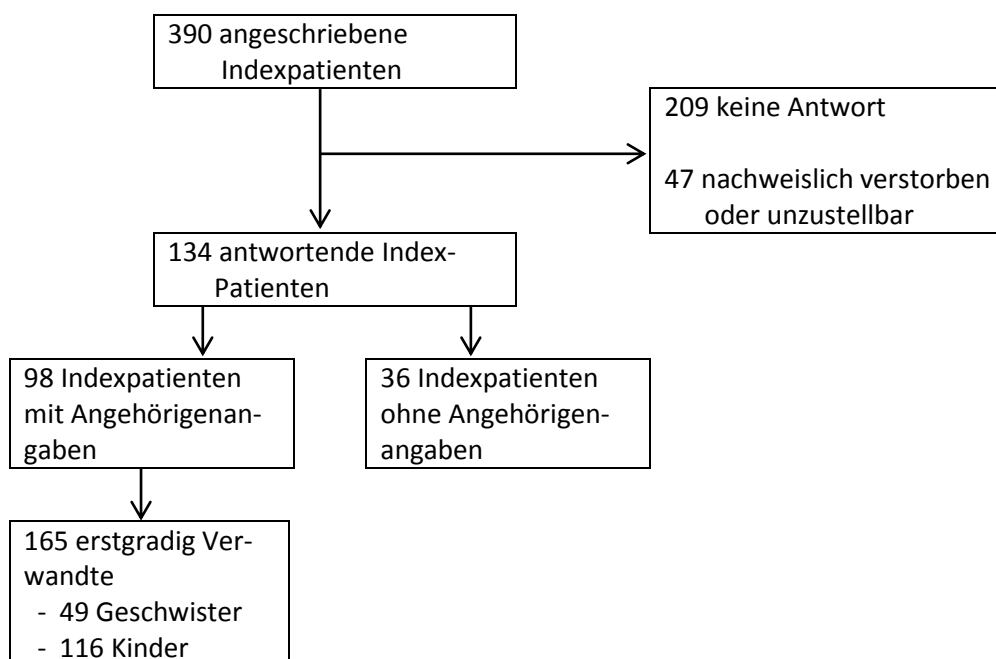 390 angeschriebene
Indexpatienten
209 keine Antwort
47 nachweislich verstorben
oder unzustellbar
134 antwortende Index-
Patienten
98 Indexpatienten
mit Angehörigenan-
gaben
36 Indexpatienten
ohne Angehörigen-
angaben
165 erstgradig Ver-
wandte
- 49 Geschwister
- 116 Kinder